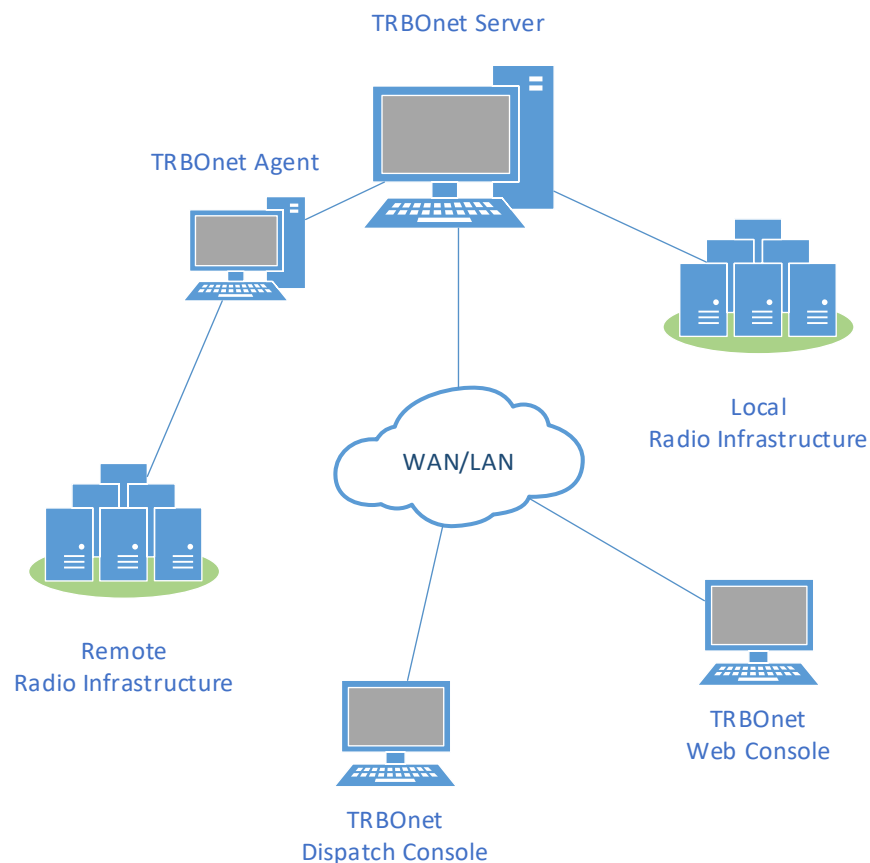 TRBOnet Server
TRBOnet Agent
Local
Radio Infrastructure
WAN/LAN
Remote
Radio Infrastructure
TRBOnet
Web Console
TRBOnet
Dispatch Console